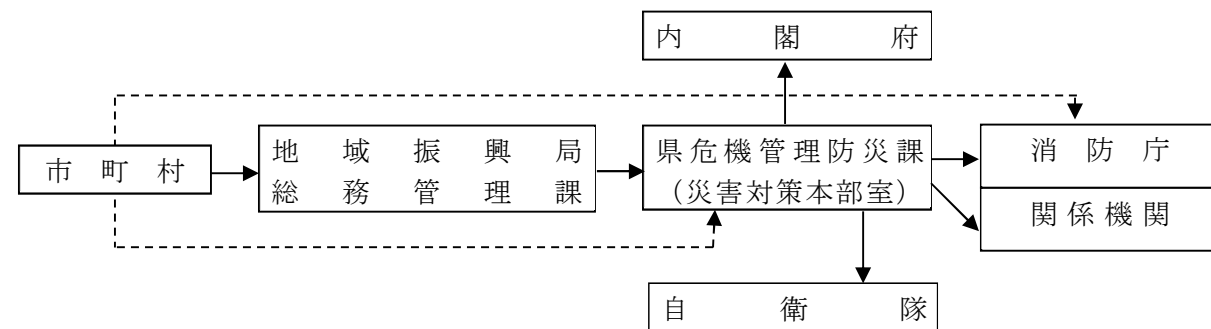 内閣府
市町村
地域振興局
総務管理課
県危機管理防災課
（災害対策本部室）
消防庁
関係機関
自衛隊